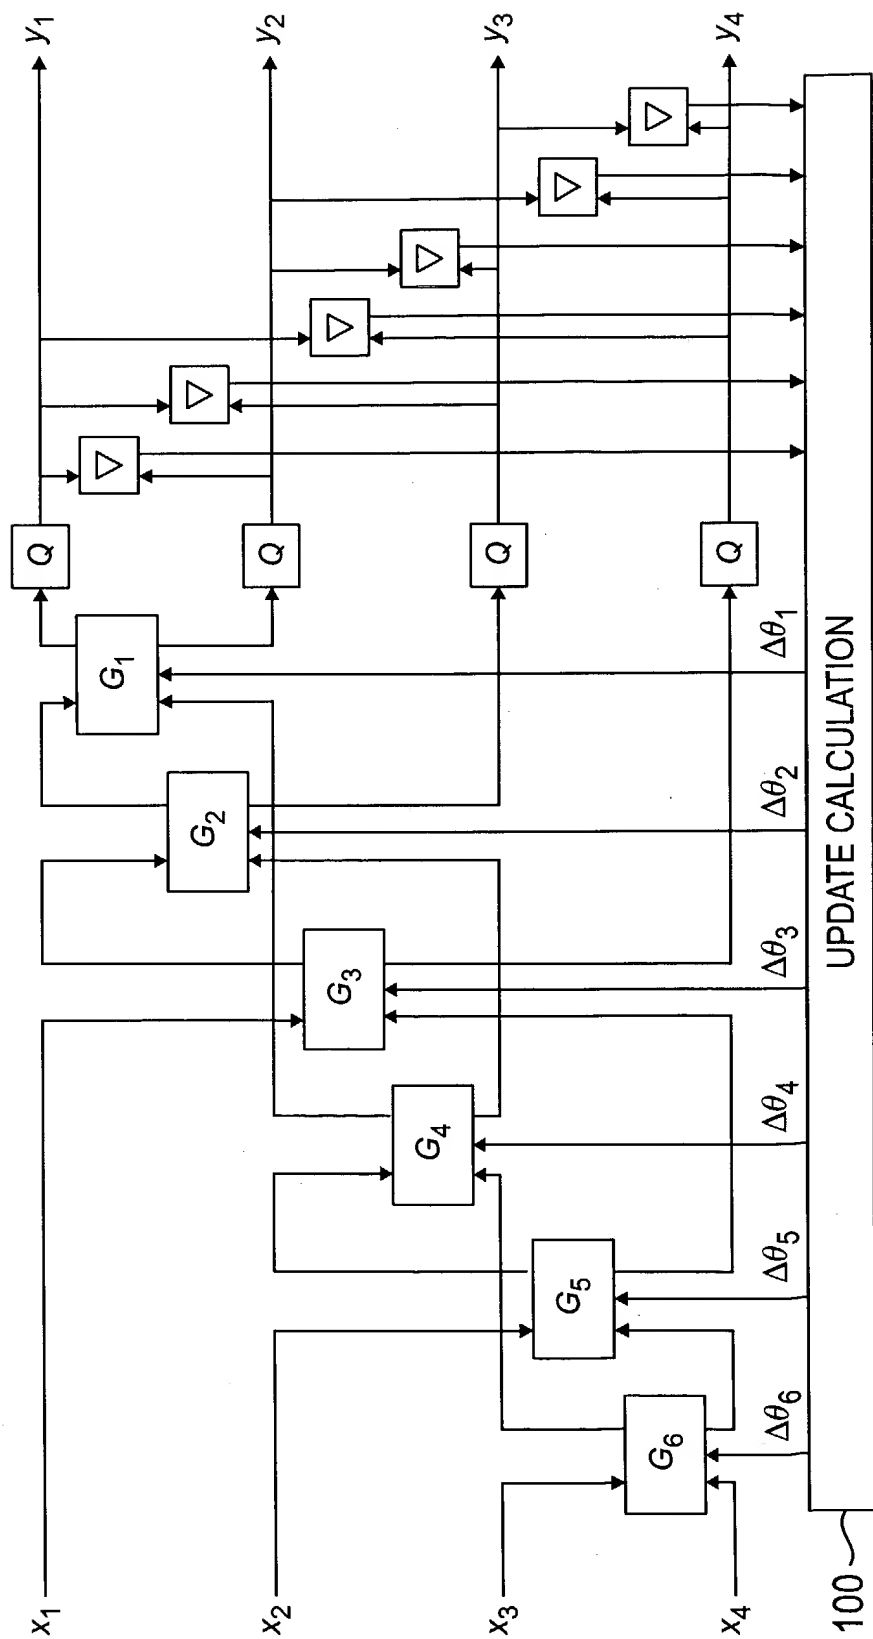 x₁
x₂
x₃
x₄
G₆
G₅
G₄
G₃
G₂
G₁
Q
Q
Q
Q
∇
∇
∇
∇
∇
∇
y₁
y₂
y₃
y₄
Δθ₆
Δθ₅
Δθ₄
Δθ₃
Δθ₂
Δθ₁
UPDATE CALCULATION
100